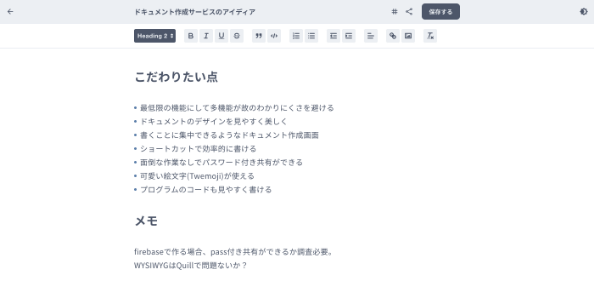 ドキュメント作成サービスのアイディア
保存する
Heading 2
こだわりたい点
最低限の機能にして多機能が故のわかりにくさを避ける
ドキュメントのデザインを見やすく美しく
書くことに集中できるようなドキュメント作成画面
ショートカットで効率的に書ける
面倒な作業なしでパスワード付き共有ができる
可愛い絵文字(Twemoji)が使える
プログラムのコードも見やすく書ける
メモ
firebaseで作る場合、pass付き共有ができるか調査必要。
WYSIWYGはQuillで問題ないか？